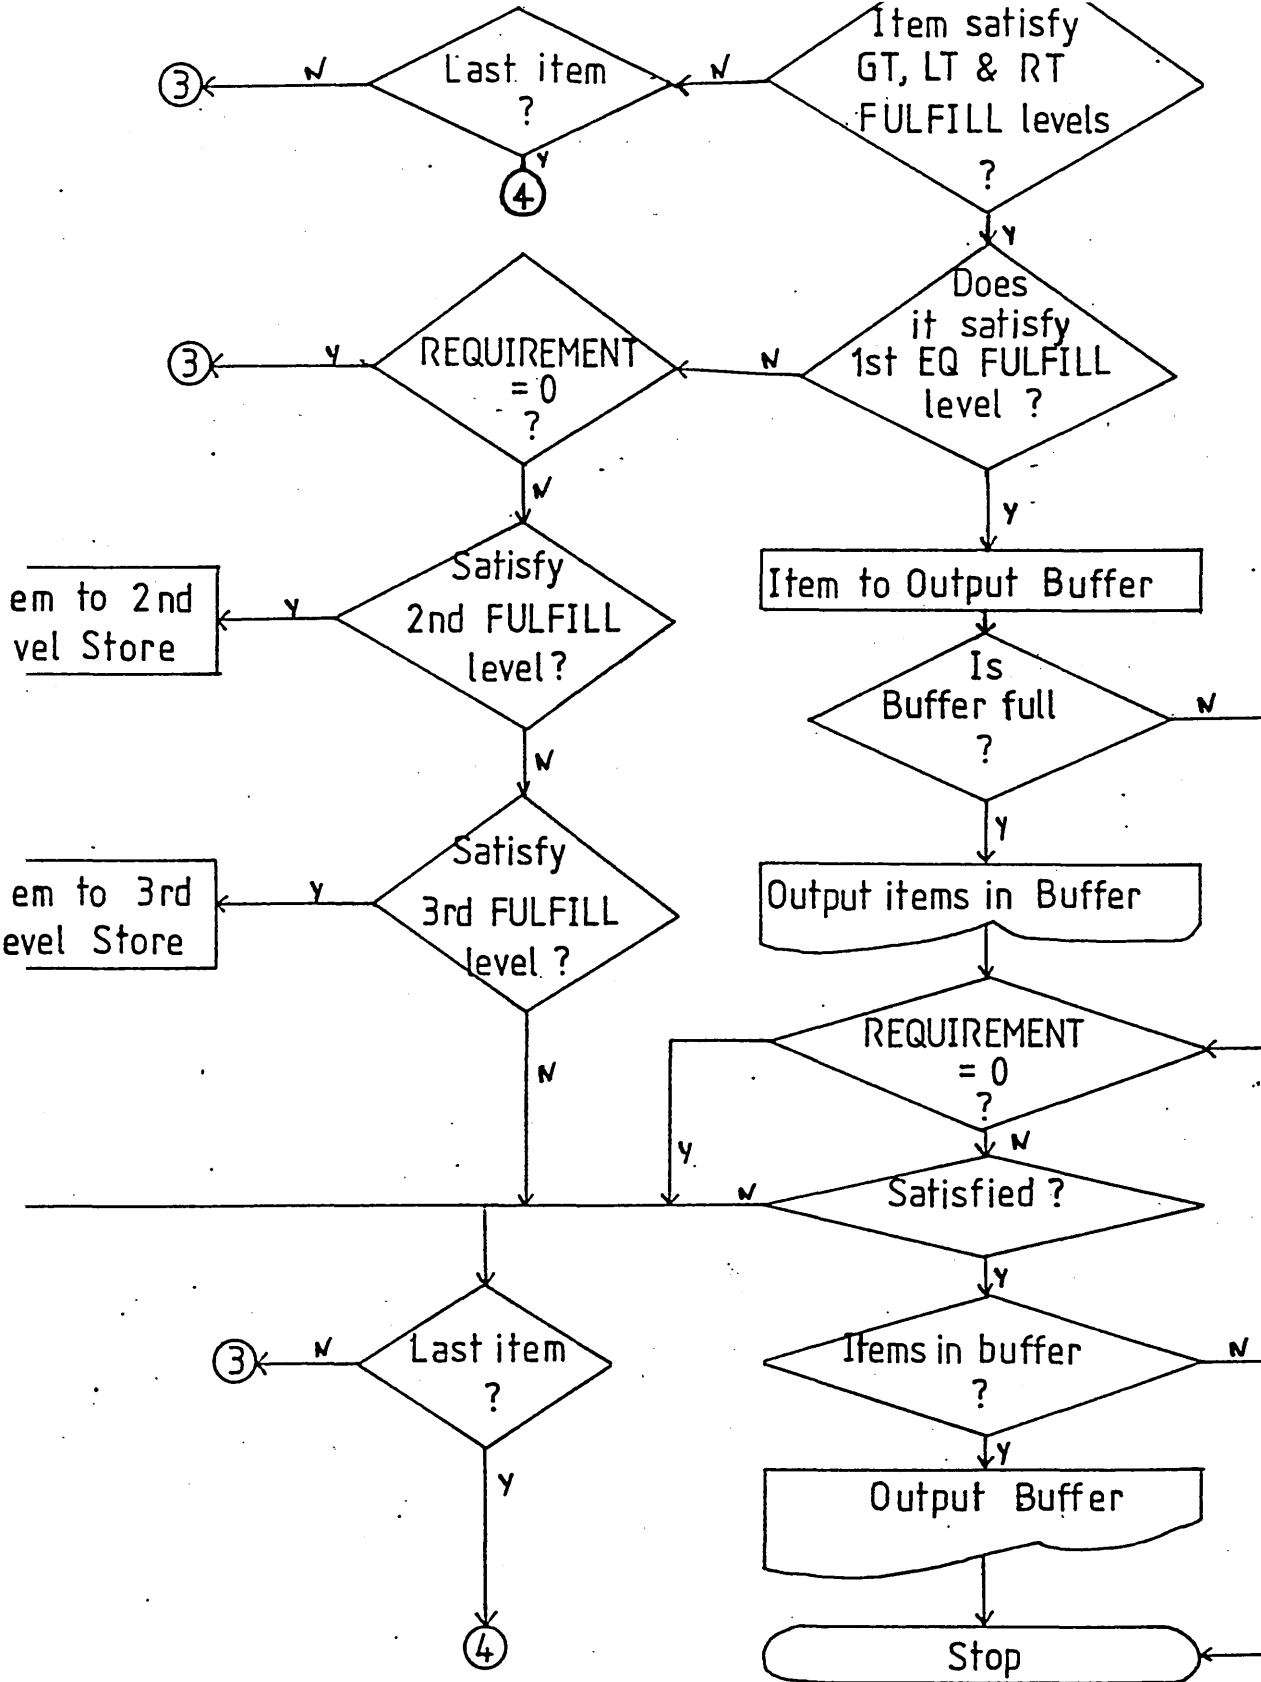 Item satisfy
GT, LT & RT
FULFILL levels
?
N
Last item
?
N
3
Y
4
Y
Does
it satisfy
1st EQ FULFILL
level ?
N
REQUIREMENT
= 0
?
Y
3
N
Y
Satisfy
2nd FULFILL
level?
Y
em to 2nd
vel Store
Item to Output Buffer
Is
Buffer full
?
N
N
Y
Satisfy
3rd FULFILL
level ?
Y
em to 3rd
evel Store
Output items in Buffer
REQUIREMENT
= 0
?
N
Y
N
Satisfied ?
N
Y
Last item
?
N
3
Items in buffer
?
N
Y
Y
Output Buffer
4
Stop